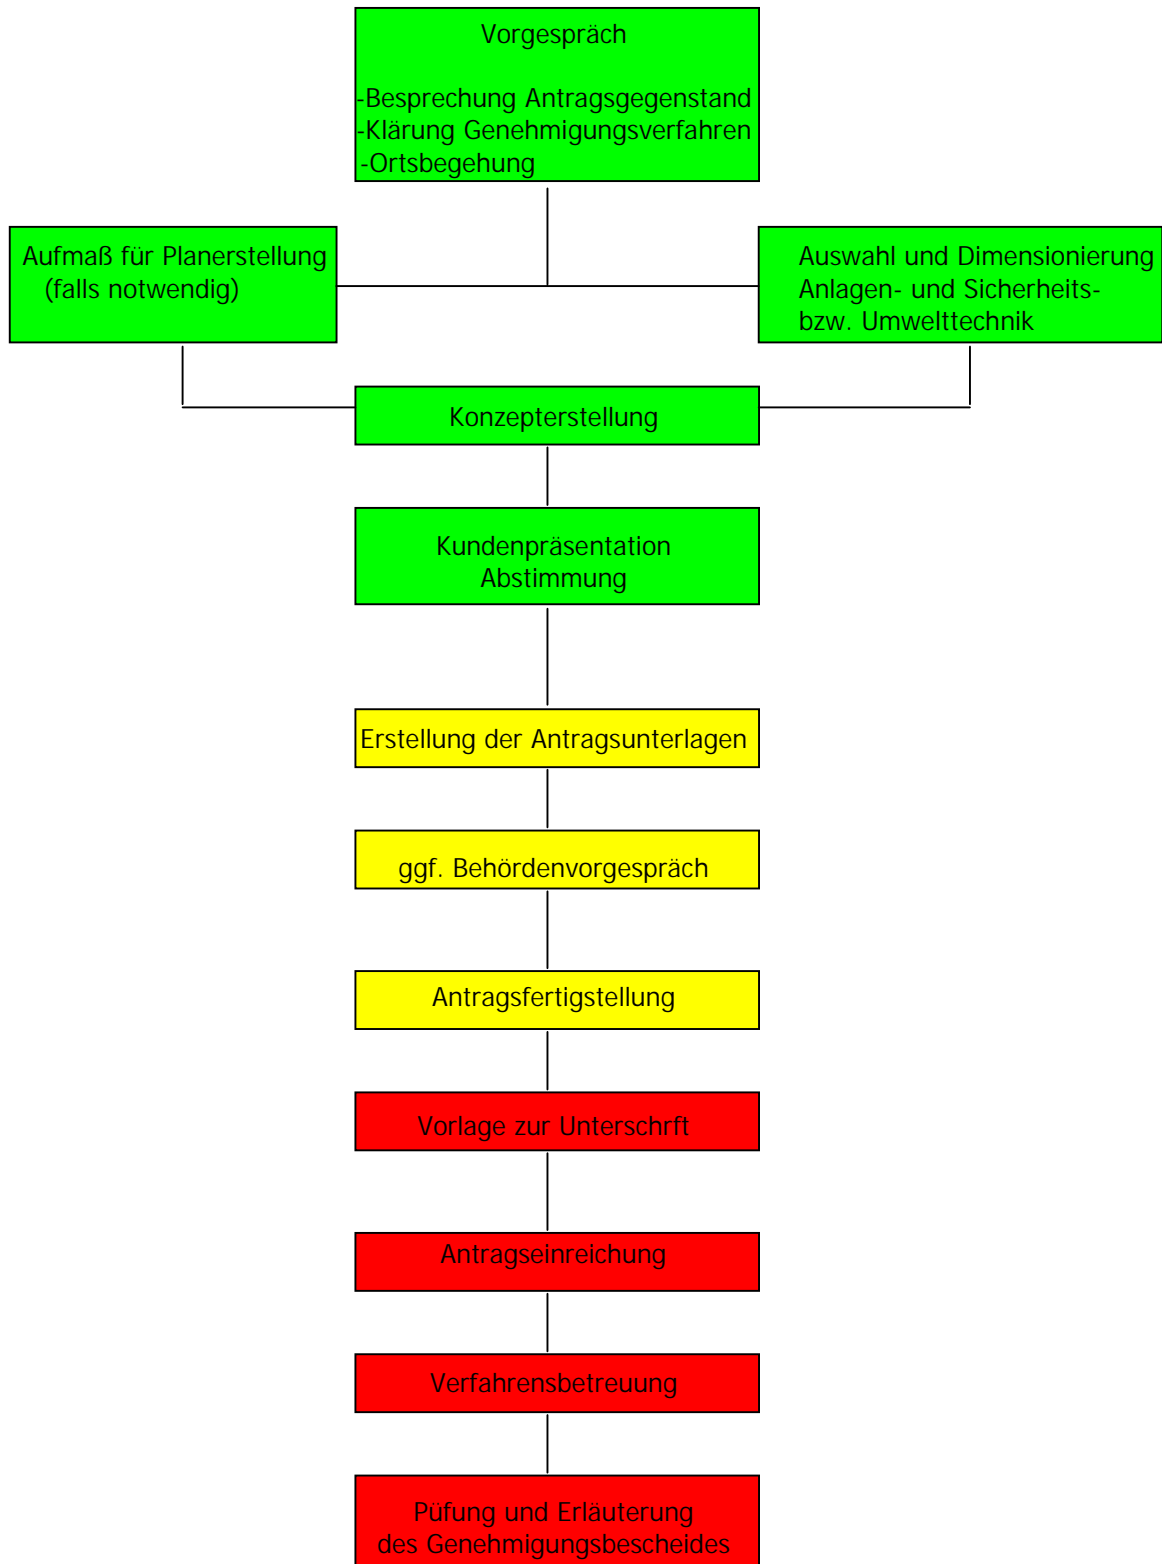 Vorgespräch
-Besprechung Antragsgegenstand
-Klärung Genehmigungsverfahren
-Ortsbegehung
Aufmaß für Planerstellung
(falls notwendig)
Auswahl und Dimensionierung
Anlagen- und Sicherheits-
bzw. Umwelttechnik
Konzepterstellung
Kundenpräsentation
Abstimmung
Erstellung der Antragsunterlagen
ggf. Behördenvorgespräch
Antragsfertigstellung
Vorlage zur Unterschrft
Antragseinreichung
Verfahrensbetreuung
Püfung und Erläuterung
des Genehmigungsbescheides